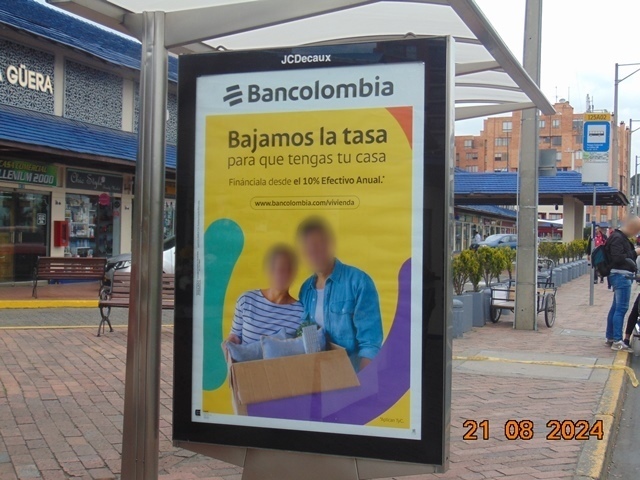 JCDecaux
Bancolombia
Bajamos la tasa
para que tengas tu casa
Fináncíala desde el 10% Efectivo Anual.*
www.bancolombia.com/vivienda
GÜERA
21 08 2024